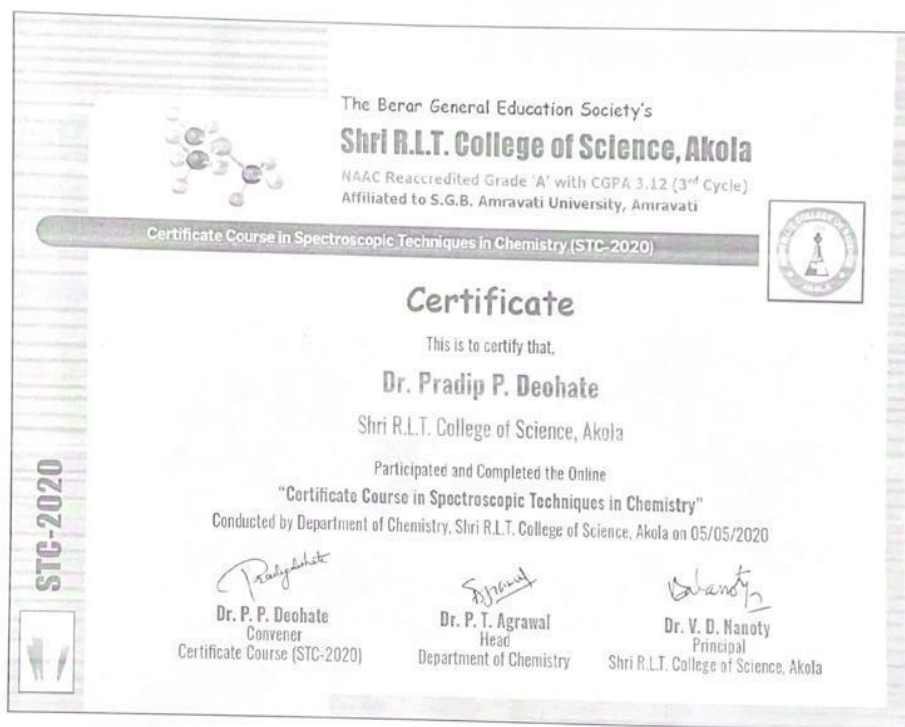 The Berar General Education Society's
Shri R.L.T. College of Science, Akola
NAAC Reaccredited Grade 'A' with CGPA 3.12 (3rd Cycle)
Affiliated to S.G.B. Amravati University, Amravati
Certificate Course in Spectroscopic Techniques in Chemistry (STC-2020)
Certificate
This is to certify that,
Dr. Pradip P. Deohate
Shri R.L.T. College of Science, Akola
Participated and Completed the Online
"Certificate Course in Spectroscopic Techniques in Chemistry"
Conducted by Department of Chemistry, Shri R.L.T. College of Science, Akola on 05/05/2020
STC-2020
Dr. P. P. Deohate
Convener
Certificate Course (STC-2020)
Dr. P. T. Agrawal
Head
Department of Chemistry
Dr. V. D. Nanoty
Principal
Shri R.L.T. College of Science, Akola